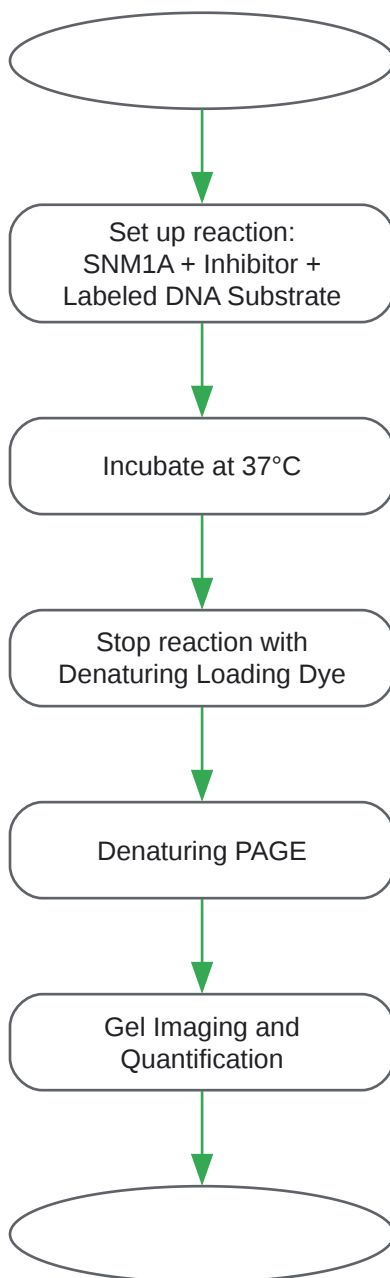 Set up reaction:
SNM1A + Inhibitor +
Labeled DNA Substrate
Incubate at 37°C
Stop reaction with
Denaturing Loading Dye
Denaturing PAGE
Gel Imaging and
Quantification